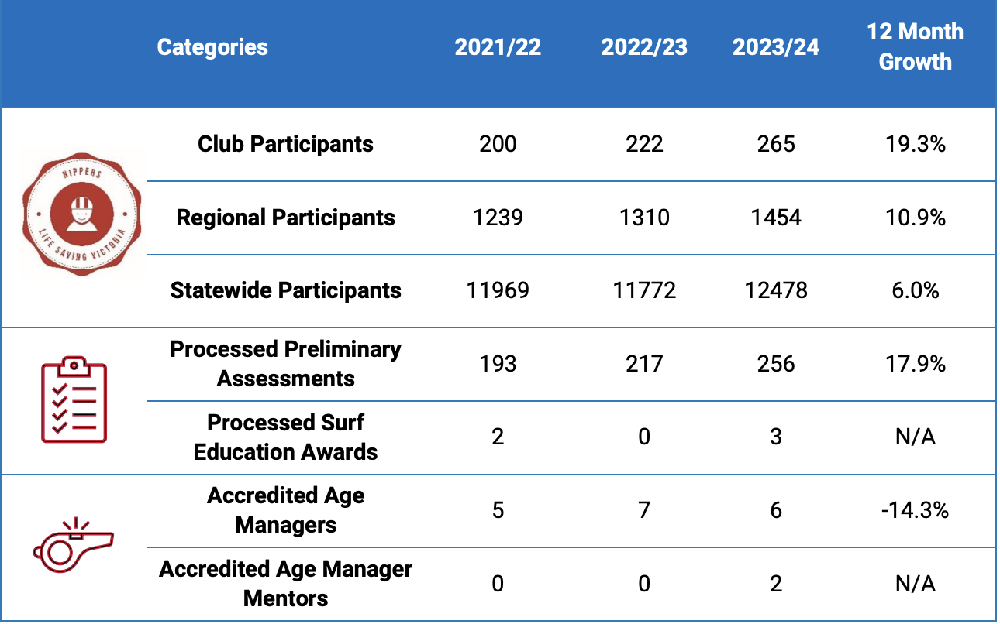 Categories 2021/22 2022/23 2023/24 12 Month
Growth
NIPPERS
LIFE SAVING VICTORIA
Club Participants 200 222 265 19.3%
Regional Participants 1239 1310 1454 10.9%
Statewide Participants 11969 11772 12478 6.0%
Processed Preliminary
Assessments 193 217 256 17.9%
Processed Surf
Education Awards 2 0 3 N/A
Accredited Age
Managers 5 7 6 -14.3%
Accredited Age Manager
Mentors 0 0 2 N/A